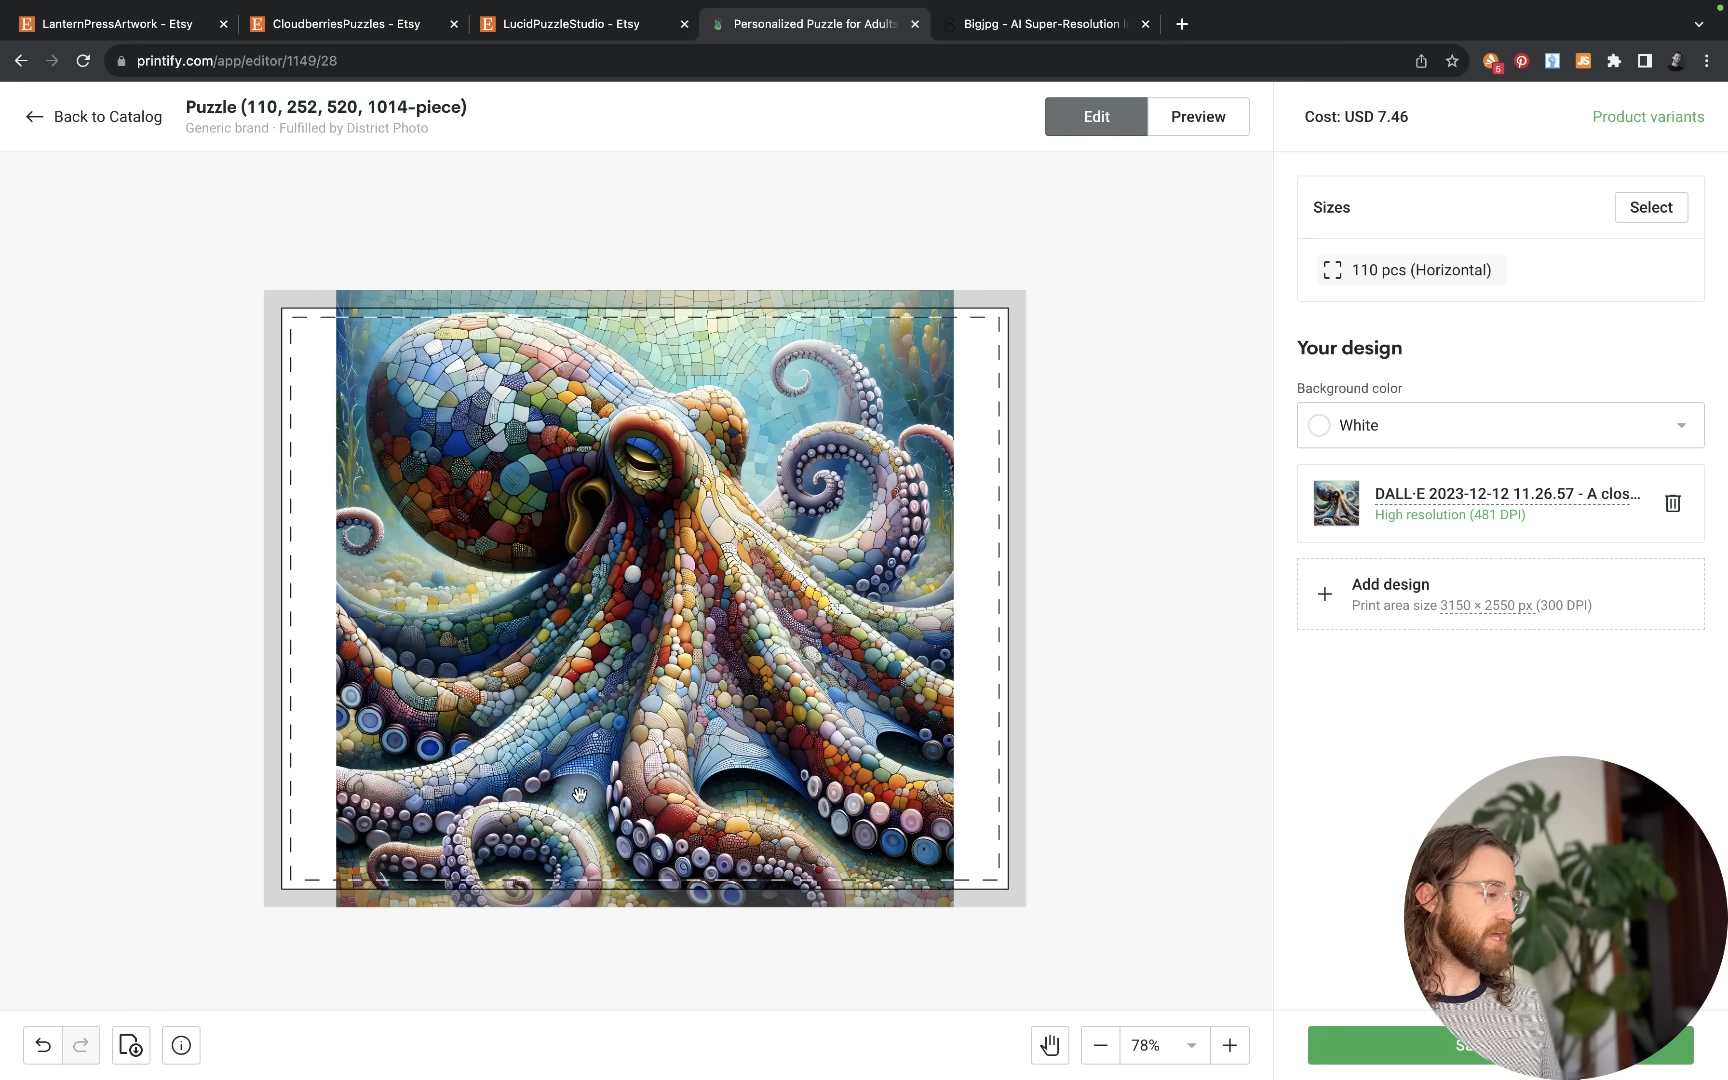 LanternPressArtwork - Etsy
CloudberriesPuzzles - Etsy
LucidPuzzleStudio - Etsy
Personalized Puzzle for Adults
Bigjpg - AI Super-Resolution
printify.com/app/editor/1149/28
5
JS
Back to Catalog
Puzzle (110, 252, 520, 1014-piece)
Generic brand · Fulfilled by District Photo
Edit
Preview
Cost: USD 7.46
Product variants
Sizes
Select
110 pcs (Horizontal)
Your design
Background color
White
DALL·E 2023-12-12 11.26.57 - A clos...
High resolution (481 DPI)
Add design
Print area size 3150 × 2550 px (300 DPI)
78%